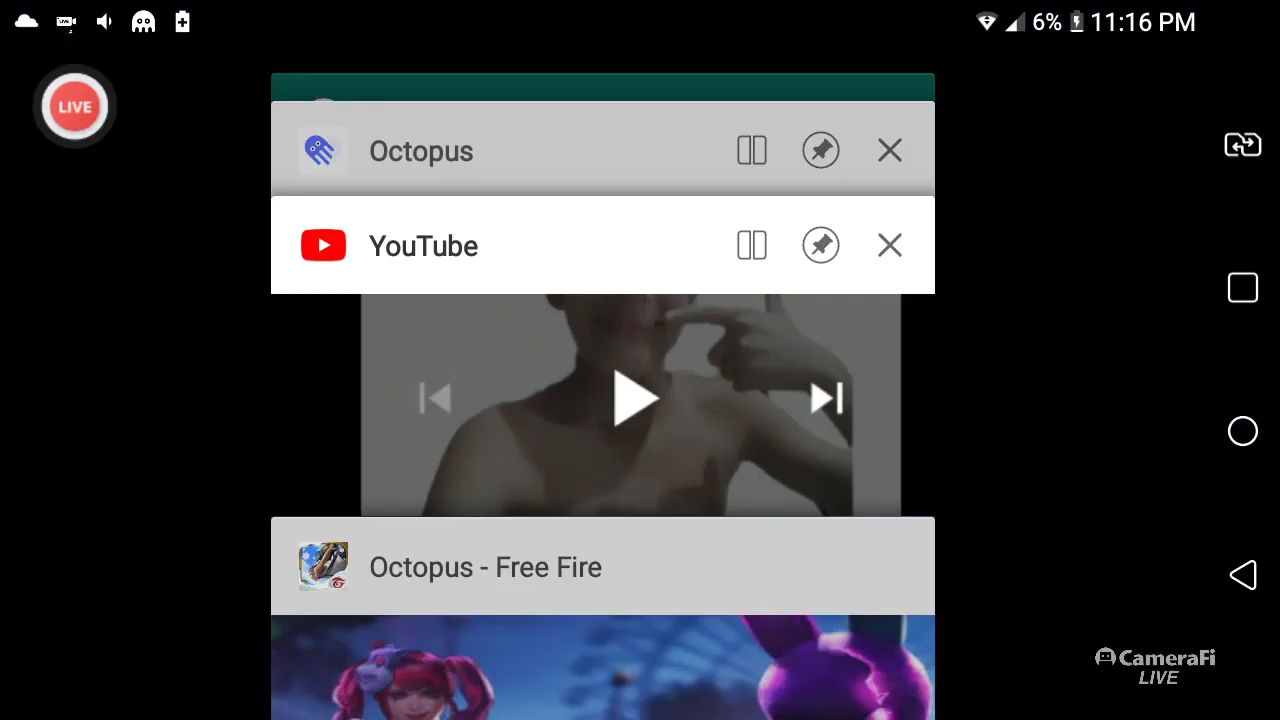 6% 11:16 PM
LIVE
Octopus
YouTube
Octopus - Free Fire
CameraFi
LIVE